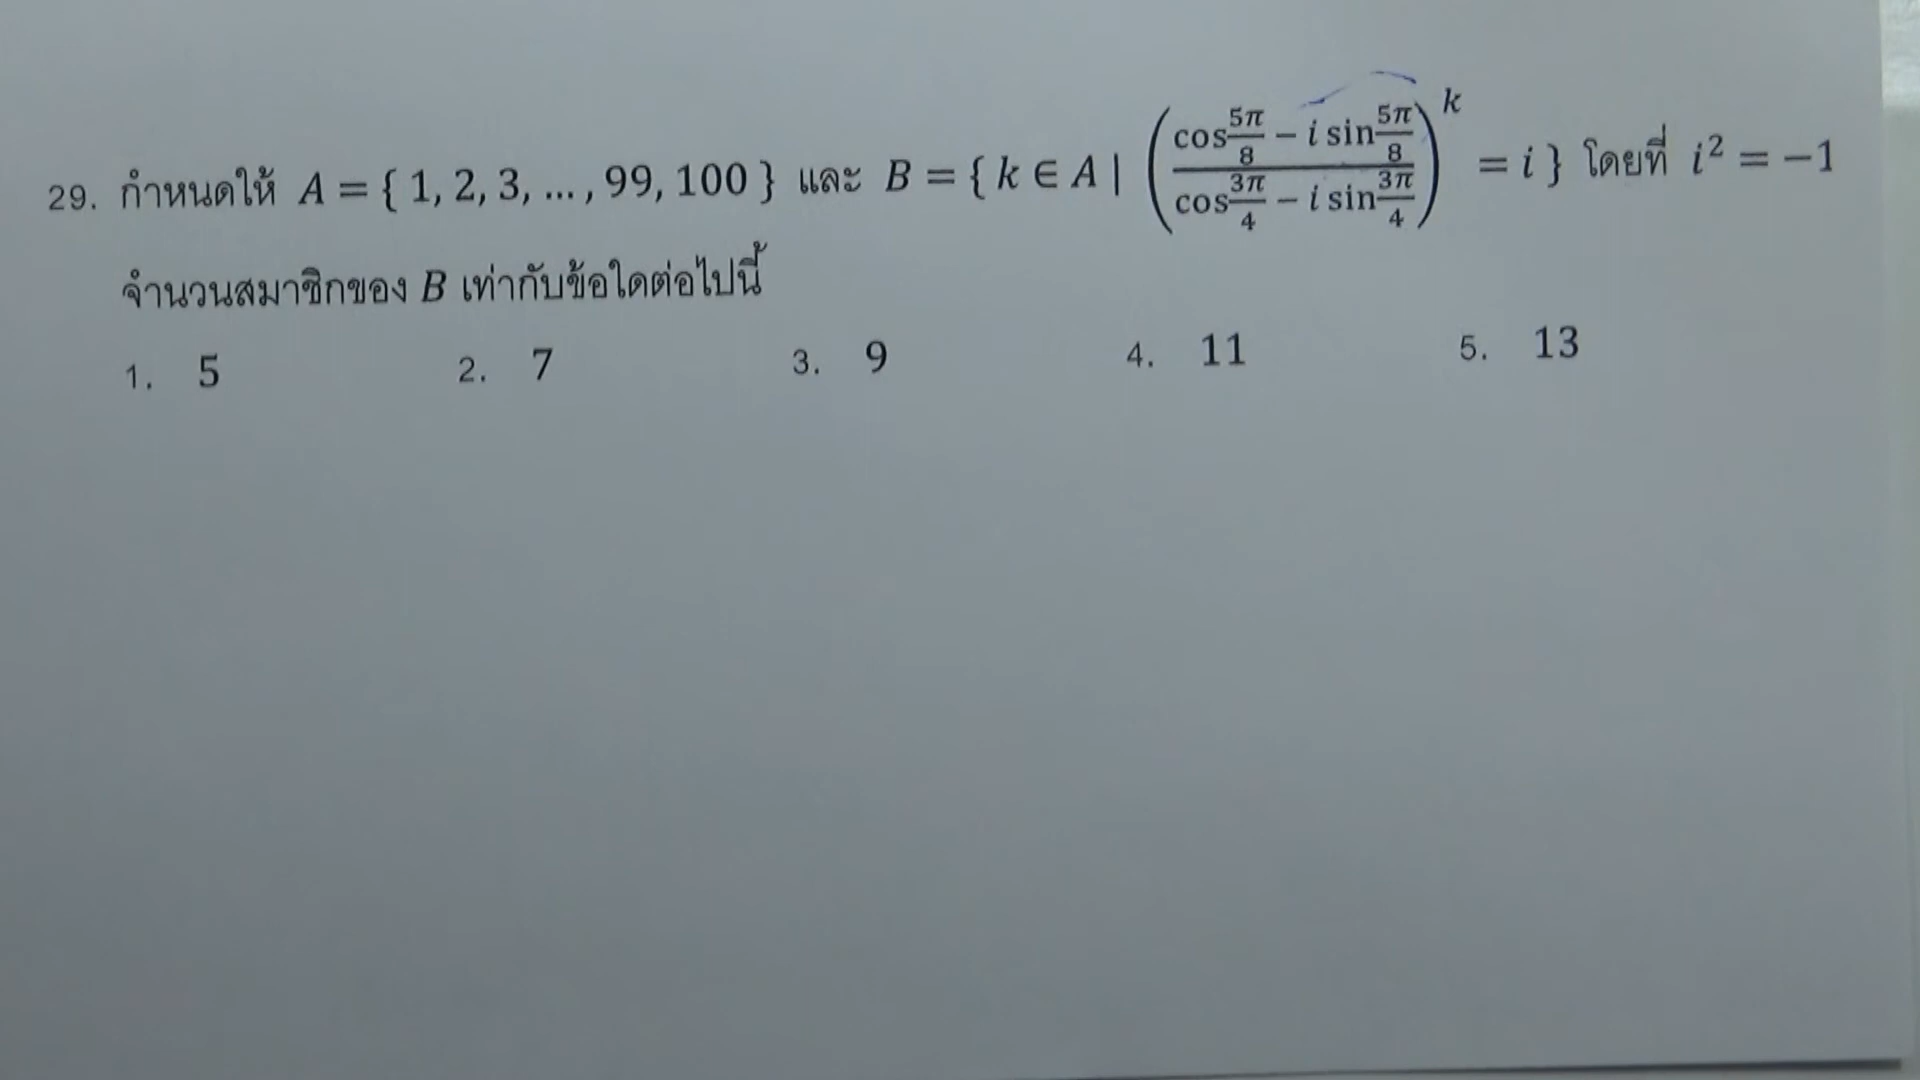 29. กำหนดให้ A = { 1, 2, 3, ... , 99, 100 } และ B = { k ∈ A | ( (cos 5π/8 − i sin 5π/8) / (cos 3π/4 − i sin 3π/4) )^k = i } โดยที่ i² = −1
จำนวนสมาชิกของ B เท่ากับข้อใดต่อไปนี้
1. 5 2. 7 3. 9 4. 11 5. 13